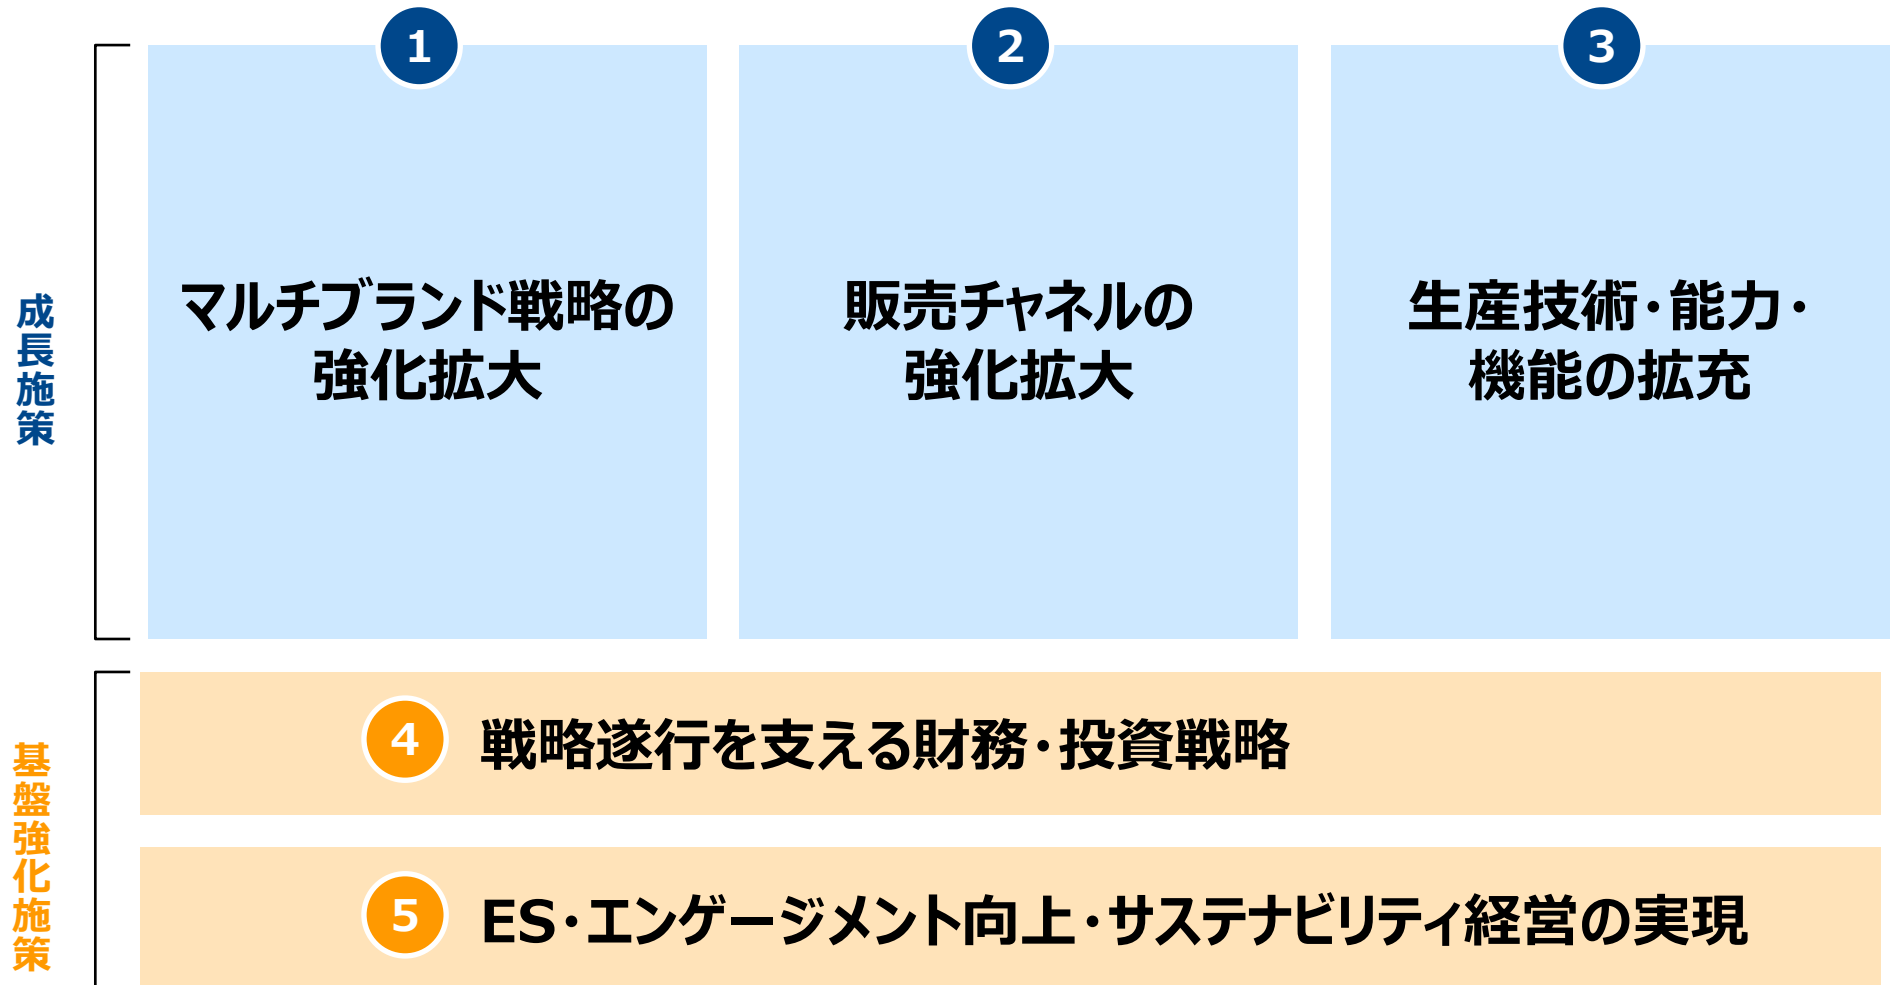 成長施策
1
マルチブランド戦略の
強化拡大
2
販売チャネルの
強化拡大
3
生産技術・能力・
機能の拡充
基盤強化施策
4
戦略遂行を支える財務・投資戦略
5
ES・エンゲージメント向上・サステナビリティ経営の実現